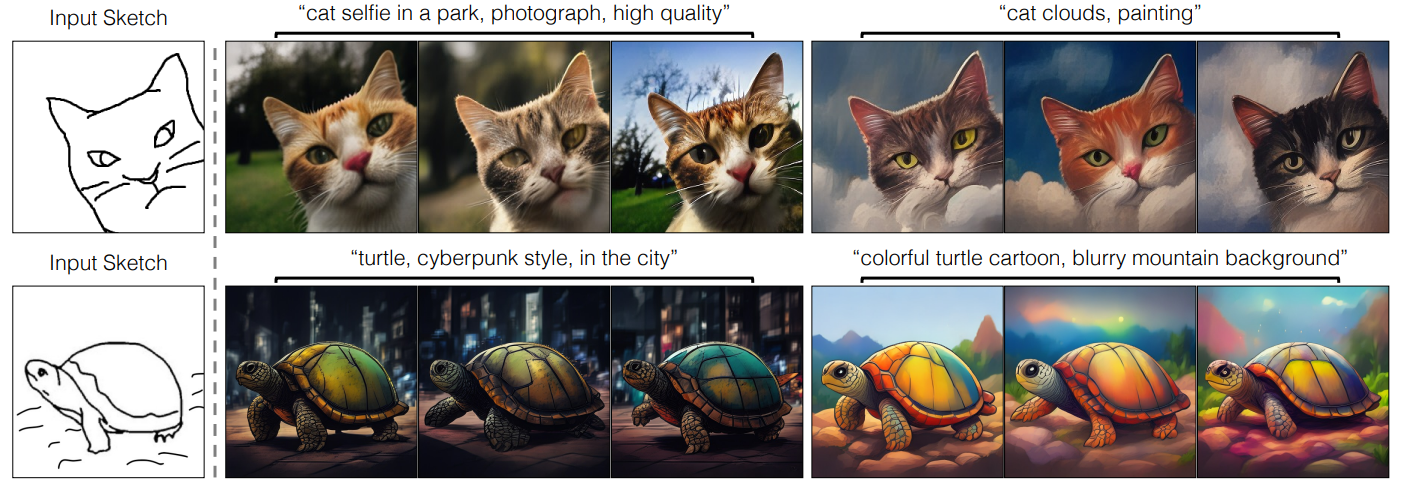 Input Sketch
“cat selfie in a park, photograph, high quality”
“cat clouds, painting”
Input Sketch
“turtle, cyberpunk style, in the city”
“colorful turtle cartoon, blurry mountain background”